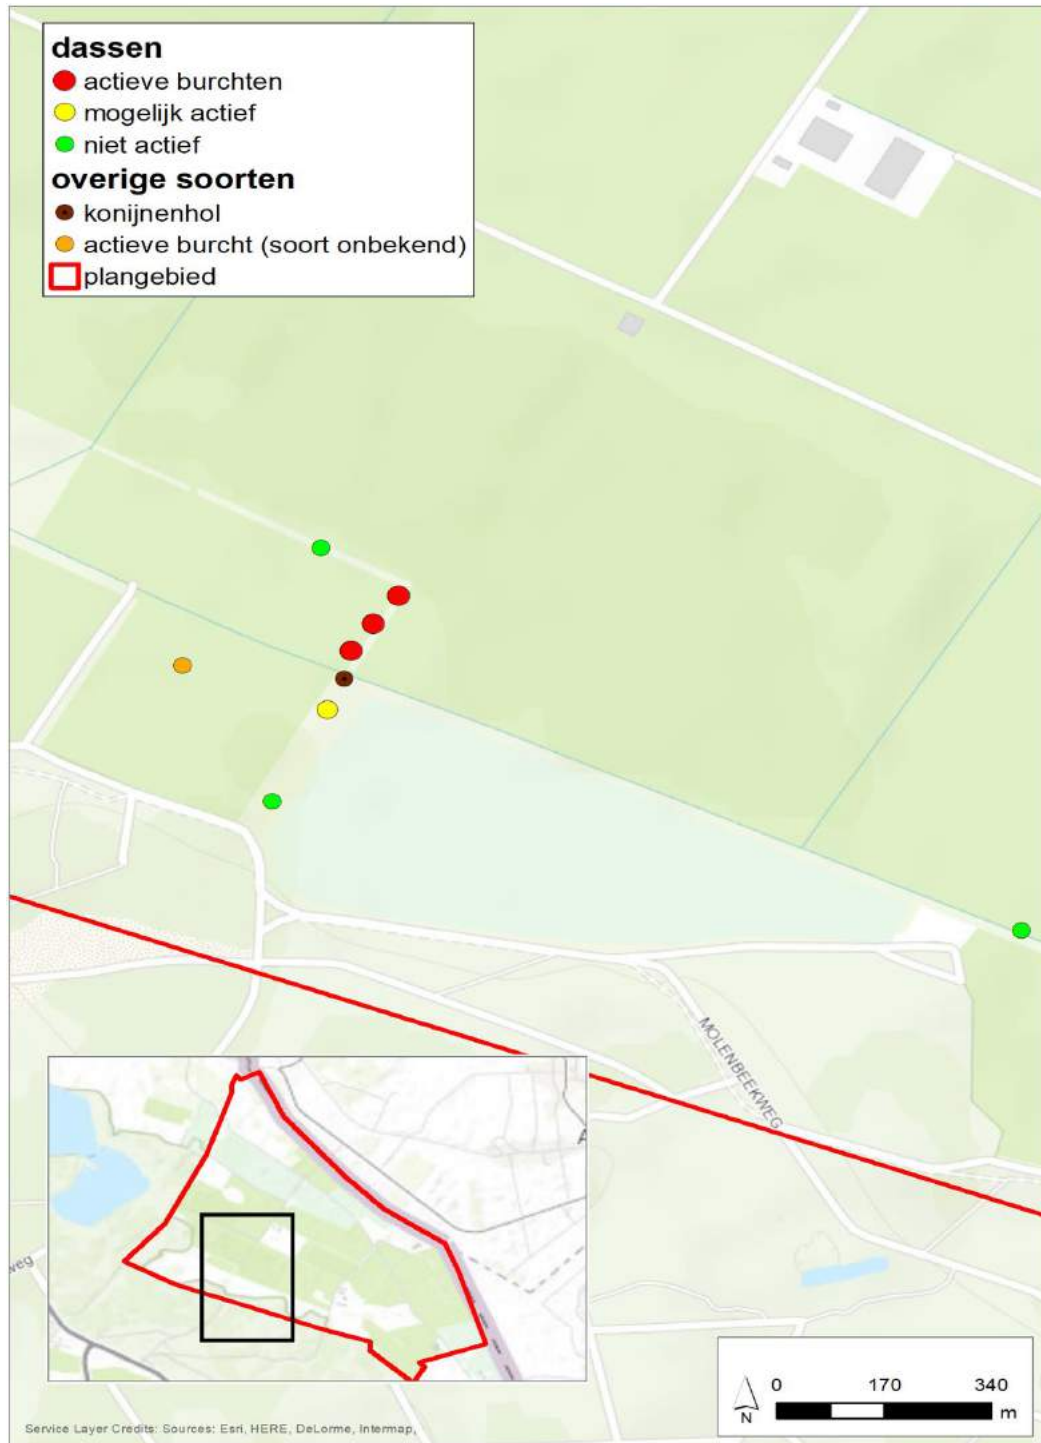 dassen
actieve burchten
mogelijk actief
niet actief
overige soorten
konijnenhol
actieve burcht (soort onbekend)
plangebied
MOLENBEEKWEG
A
weg
0 170 340
m
N
Service Layer Credits: Sources: Esri, HERE, DeLorme, Intermap,